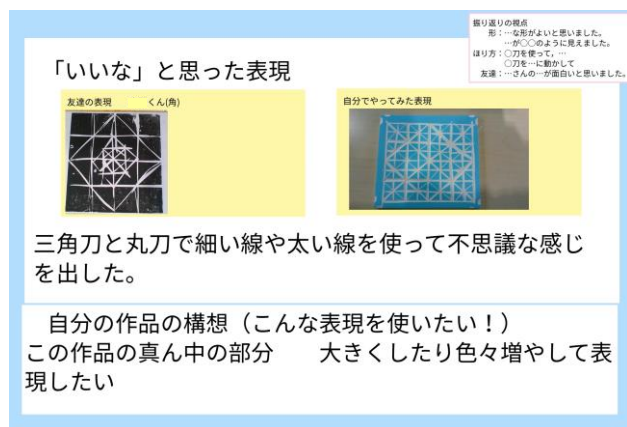 振り返りの視点
形：…な形がよいと思いました。
…が〇〇のように見えました。
ほり方：〇刀を使って，…
〇刀を…に動かして
友達：…さんの…が面白いと思いました。
「いいな」と思った表現
友達の表現　　　くん(角)
自分でやってみた表現
三角刀と丸刀で細い線や太い線を使って不思議な感じ
を出した。
自分の作品の構想（こんな表現を使いたい！）
この作品の真ん中の部分　　大きくしたり色々増やして表
現したい